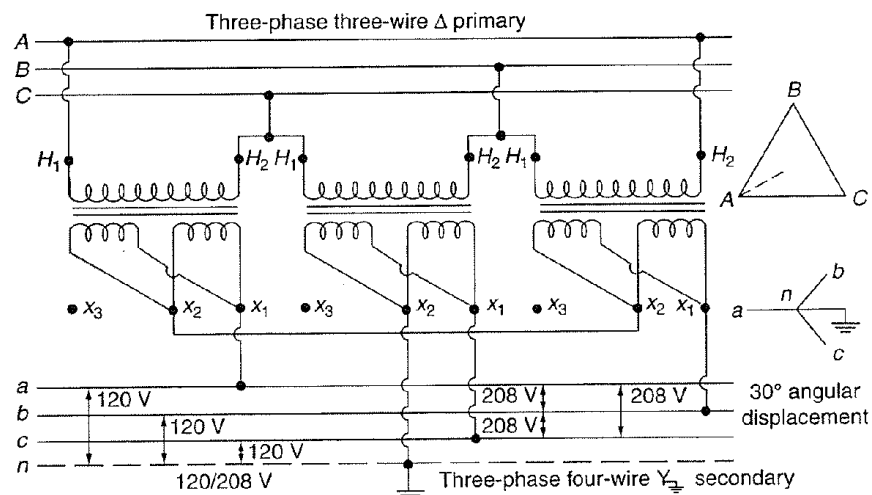 Three-phase three-wire Δ primary
A
B
C
H₁ H₂ H₁ H₂ H₁ H₂
B
A C
x₃ x₂ x₁ x₃ x₂ x₁ x₃ x₂ x₁
a n b
c
a 120 V 208 V 208 V 30° angular
b 120 V 208 V displacement
c 120 V
n
120/208 V Three-phase four-wire Y secondary